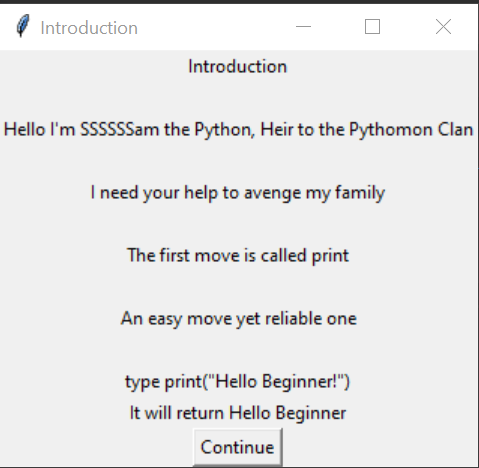 Introduction
Introduction
Hello I'm SSSSSSam the Python, Heir to the Pythomon Clan
I need your help to avenge my family
The first move is called print
An easy move yet reliable one
type print("Hello Beginner!")
It will return Hello Beginner
Continue